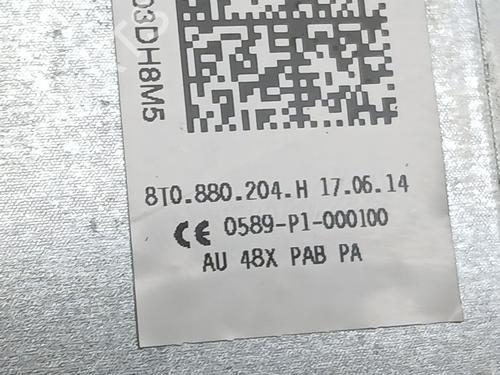 03DH8M5
8T0.880.204.H 17.06.14
CE 0589-P1-000100
AU 48X PAB PA